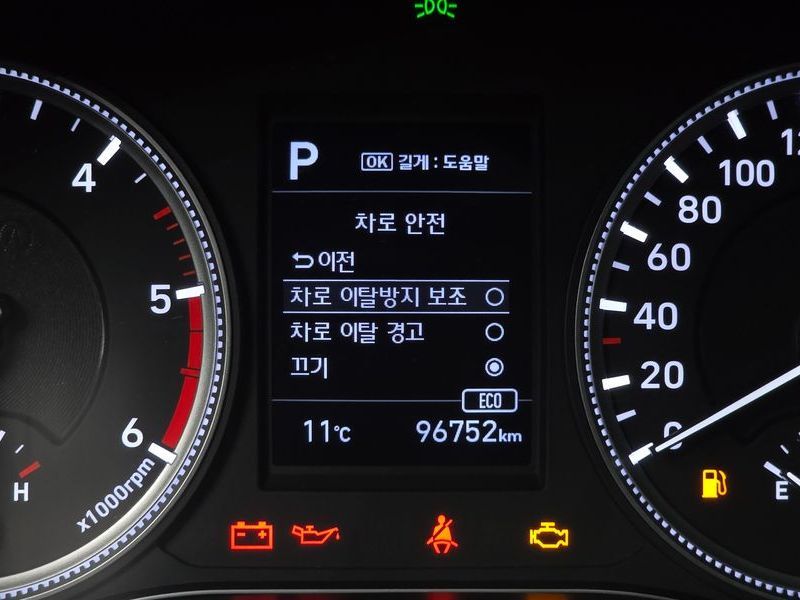 P OK 길게 : 도움말
차로 안전
이전
차로 이탈방지 보조
차로 이탈 경고
끄기
ECO
11°C 96752km
4
5
6
x1000rpm
H
0
20
40
60
80
100
E